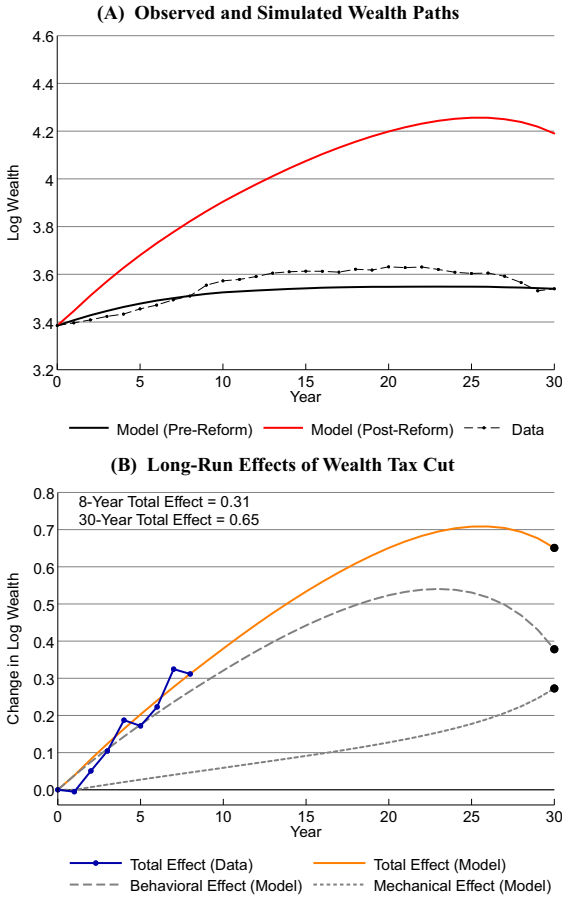 (A) Observed and Simulated Wealth Paths
4.6
4.4
4.2
4
3.8
3.6
3.4
3.2
Log Wealth
0 5 10 15 20 25 30
Year
Model (Pre-Reform) Model (Post-Reform) Data
(B) Long-Run Effects of Wealth Tax Cut
8-Year Total Effect = 0.31
30-Year Total Effect = 0.65
0.8
0.7
0.6
0.5
0.4
0.3
0.2
0.1
0.0
Change in Log Wealth
0 5 10 15 20 25 30
Year
Total Effect (Data) Total Effect (Model)
Behavioral Effect (Model) Mechanical Effect (Model)